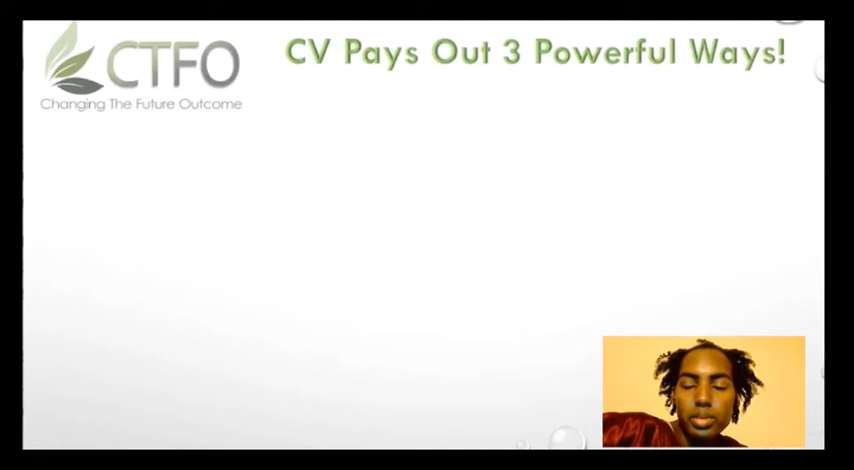 CTFO
Changing The Future Outcome
CV Pays Out 3 Powerful Ways!